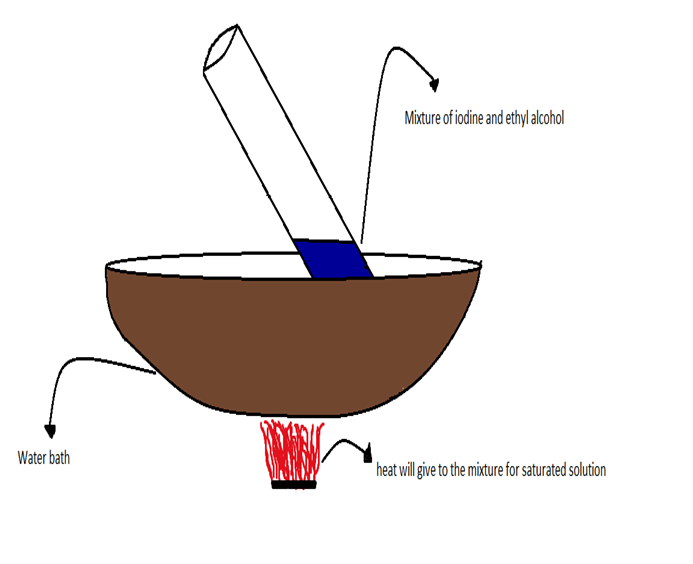 Mixture of iodine and ethyl alcohol
Water bath
heat will give to the mixture for saturated solution